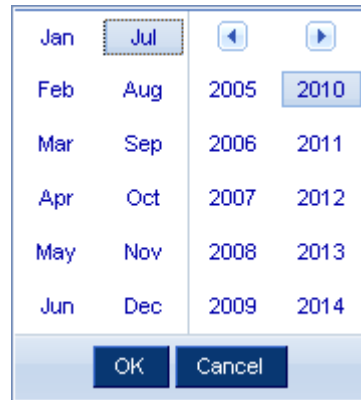 Jan Jul
Feb Aug 2005 2010
Mar Sep 2006 2011
Apr Oct 2007 2012
May Nov 2008 2013
Jun Dec 2009 2014
OK Cancel